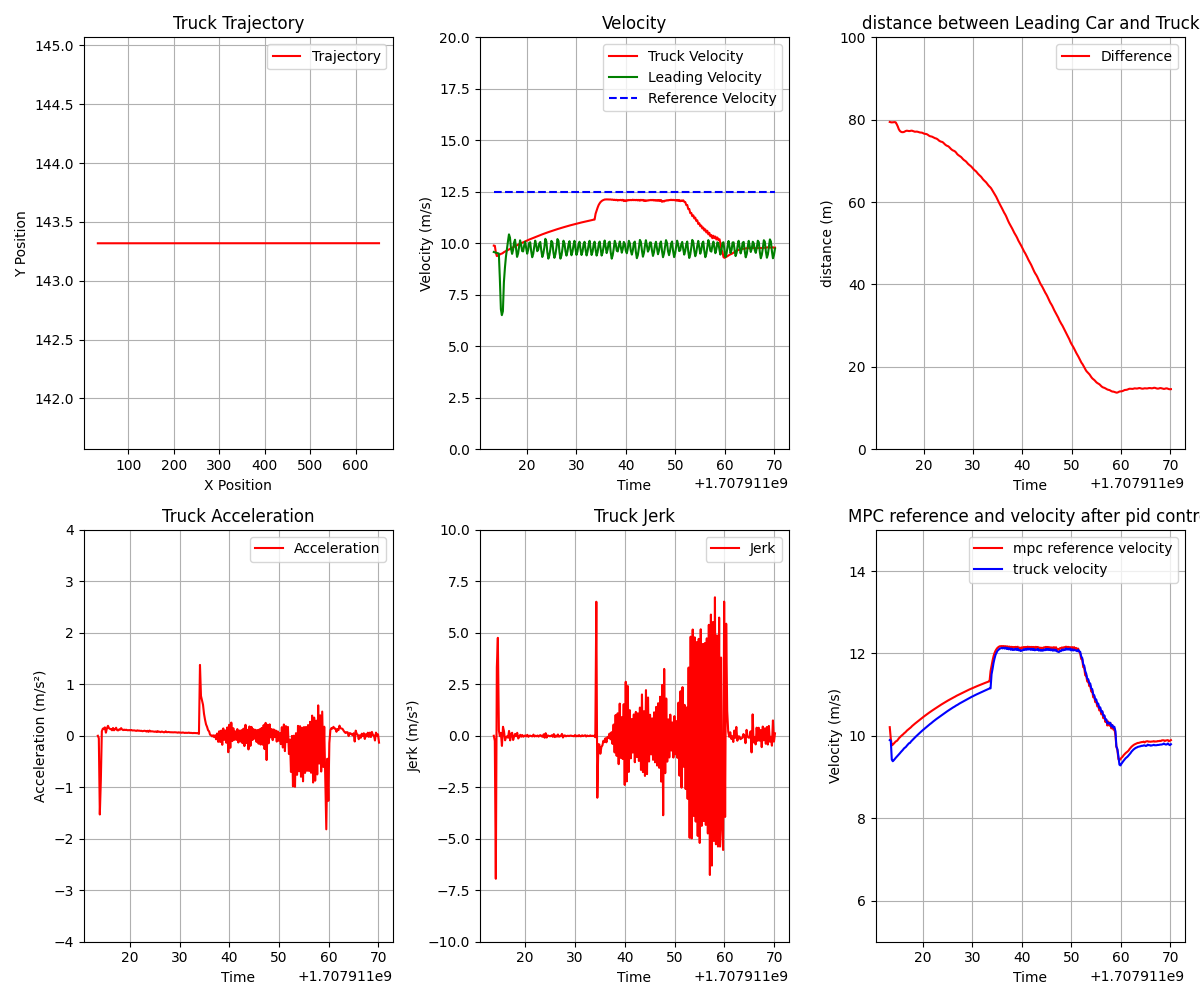 Truck Trajectory
Trajectory
145.0
144.5
144.0
143.5
143.0
142.5
142.0
Y Position
100 200 300 400 500 600
X Position
Velocity
Truck Velocity
Leading Velocity
Reference Velocity
20.0
17.5
15.0
12.5
10.0
7.5
5.0
2.5
0.0
Velocity (m/s)
20 30 40 50 60 70
Time
+1.707911e9
distance between Leading Car and Truck
Difference
100
80
60
40
20
0
distance (m)
20 30 40 50 60 70
Time
+1.707911e9
Truck Acceleration
Acceleration
4
3
2
1
0
−1
−2
−3
−4
Acceleration (m/s²)
20 30 40 50 60 70
Time
+1.707911e9
Truck Jerk
Jerk
10.0
7.5
5.0
2.5
0.0
−2.5
−5.0
−7.5
−10.0
Jerk (m/s³)
20 30 40 50 60 70
Time
+1.707911e9
MPC reference and velocity after pid contr
mpc reference velocity
truck velocity
14
12
10
8
6
Velocity (m/s)
20 30 40 50 60 70
Time
+1.707911e9